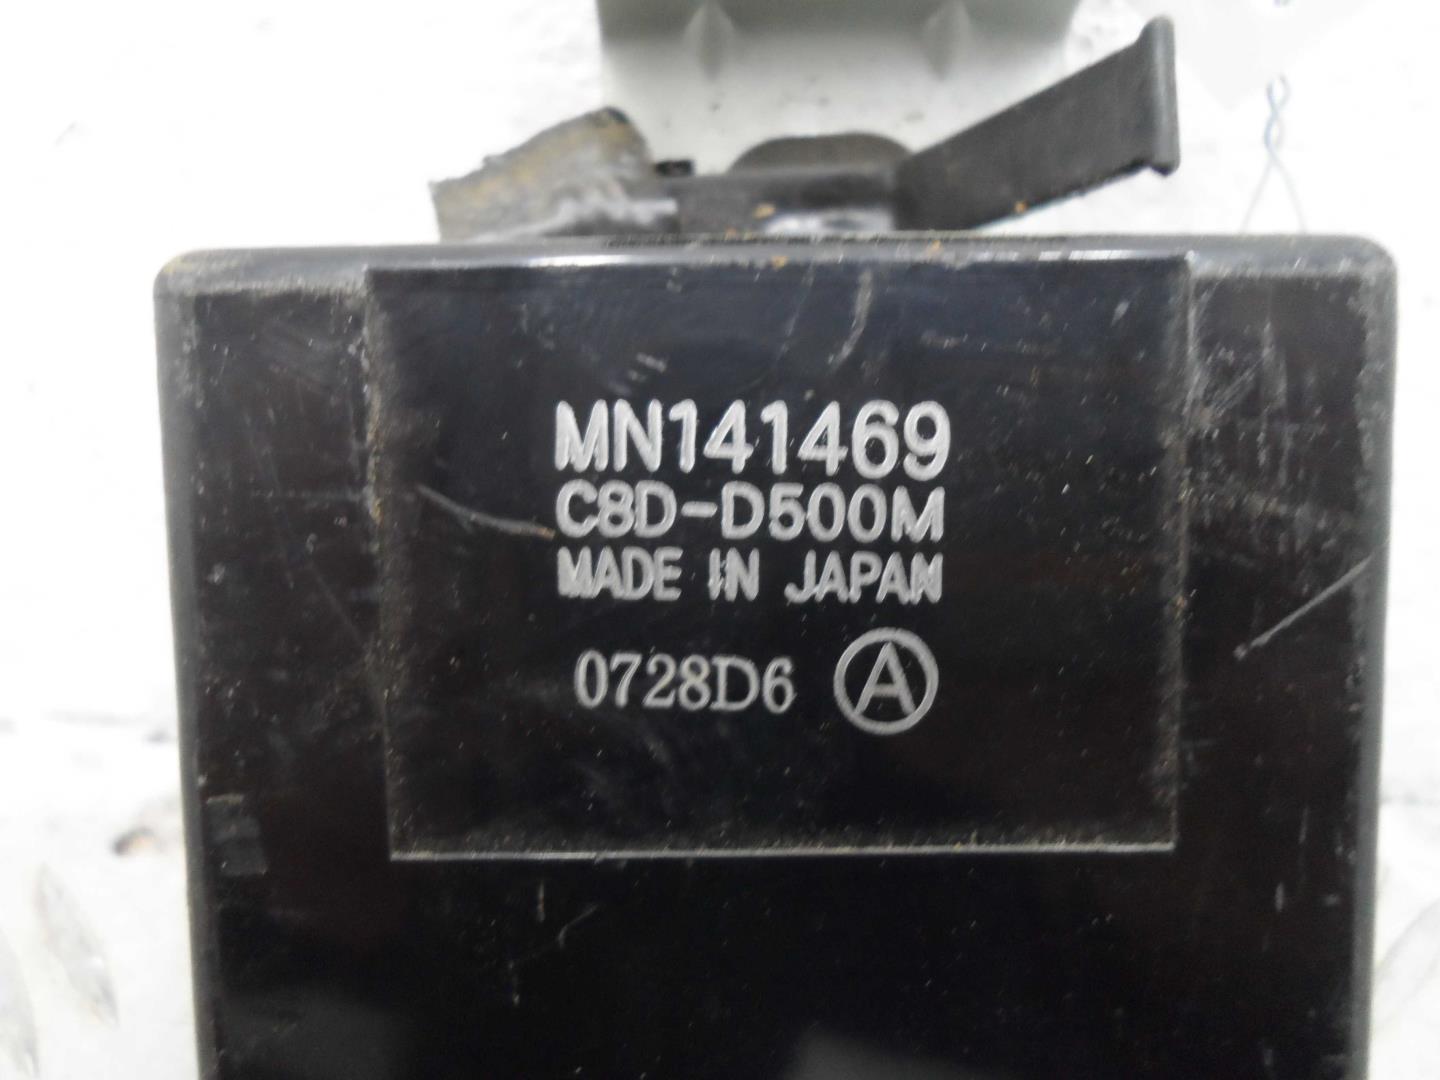 MN141469
C8D-D500M
MADE IN JAPAN
0728D6 Ⓐ